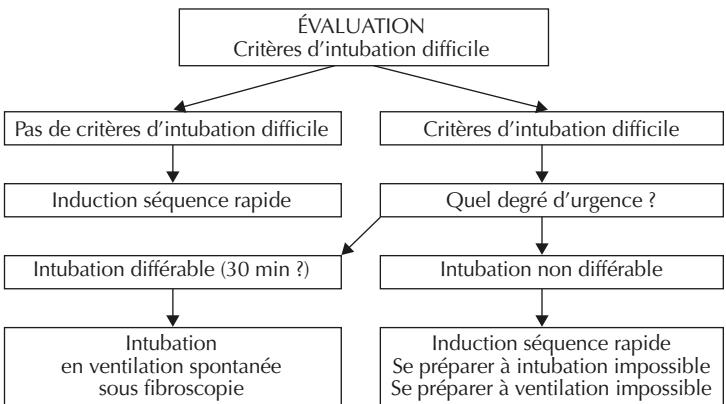 ÉVALUATION
Critères d'intubation difficile
Pas de critères d'intubation difficile
Critères d'intubation difficile
Induction séquence rapide
Quel degré d'urgence ?
Intubation différable (30 min ?)
Intubation non différable
Intubation
en ventilation spontanée
sous fibroscopie
Induction séquence rapide
Se préparer à intubation impossible
Se préparer à ventilation impossible